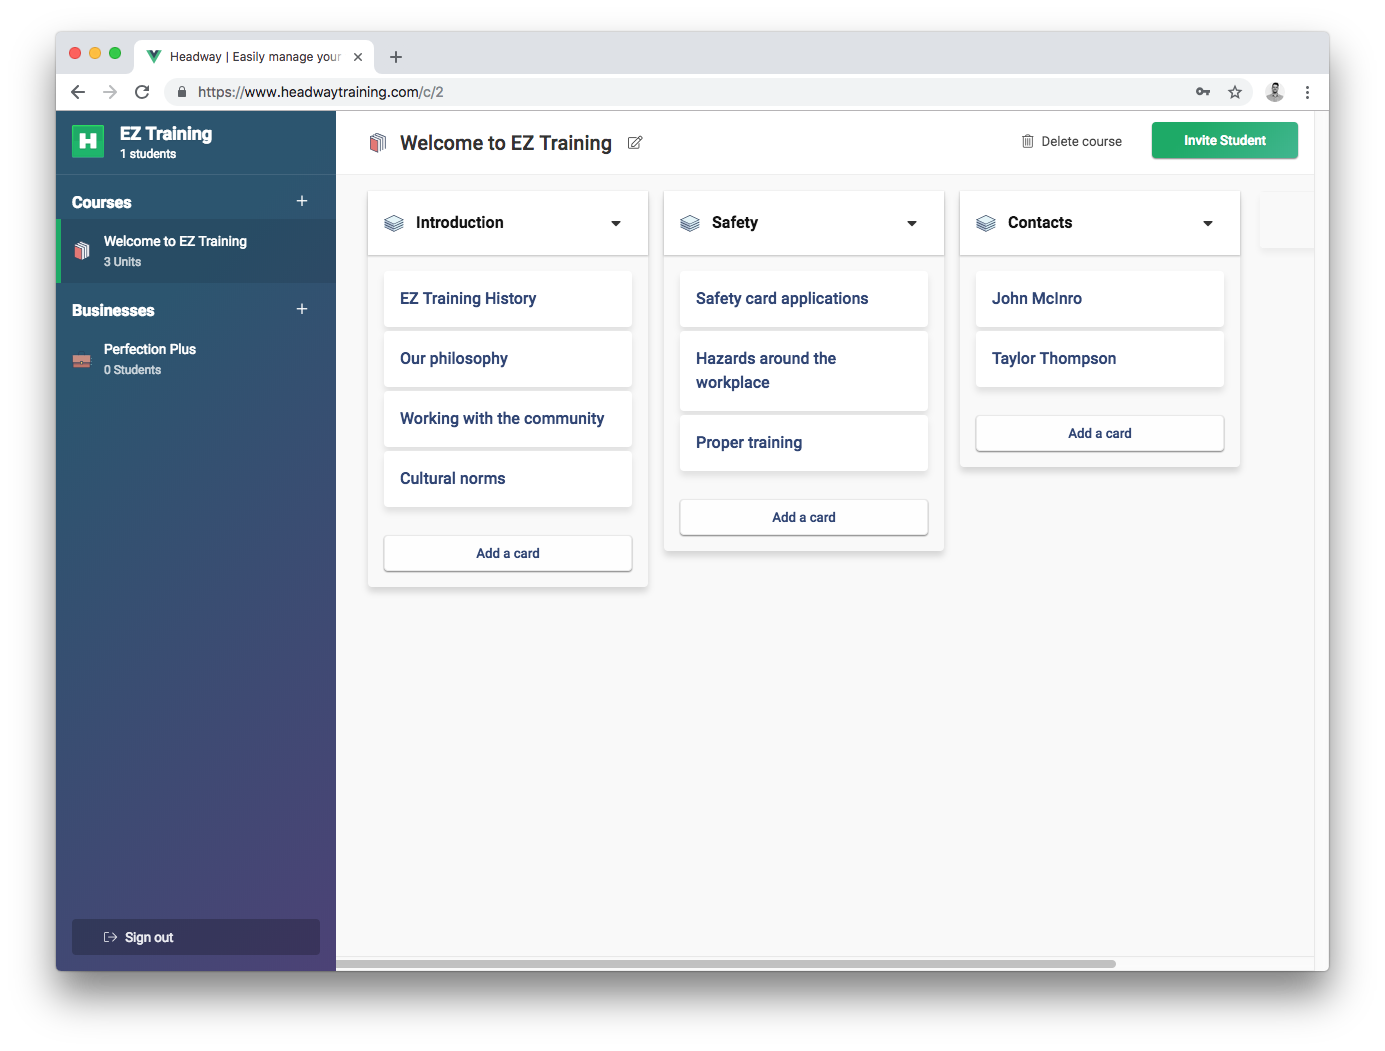 Headway | Easily manage your
https://www.headwaytraining.com/c/2
H
EZ Training
1 students
Courses
Welcome to EZ Training
3 Units
Businesses
Perfection Plus
0 Students
Sign out
Welcome to EZ Training
Delete course
Invite Student
Introduction
EZ Training History
Our philosophy
Working with the community
Cultural norms
Add a card
Safety
Safety card applications
Hazards around the
workplace
Proper training
Add a card
Contacts
John McInro
Taylor Thompson
Add a card